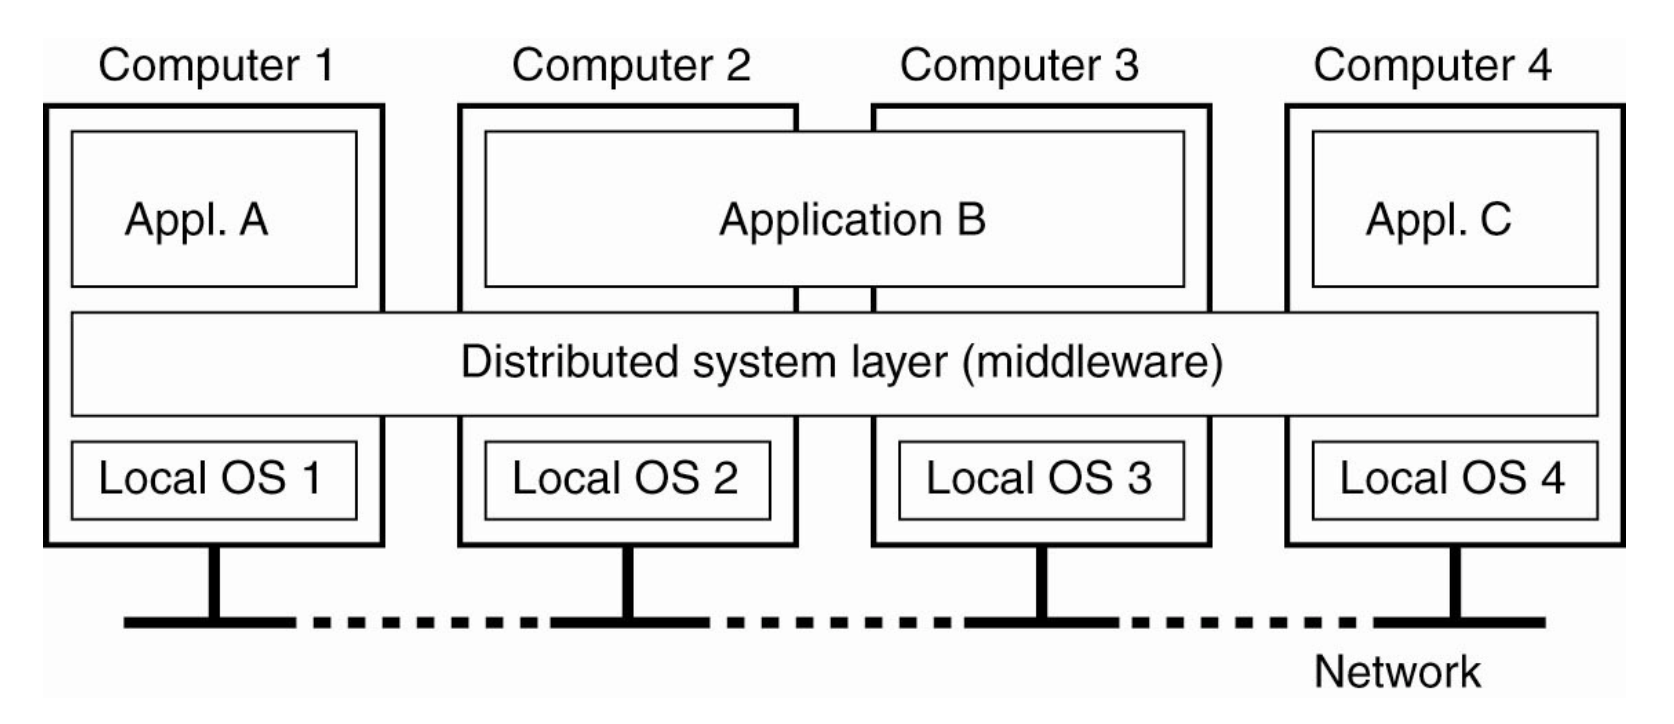 Computer 1 Computer 2 Computer 3 Computer 4
Appl. A Application B Appl. C
Distributed system layer (middleware)
Local OS 1 Local OS 2 Local OS 3 Local OS 4
Network